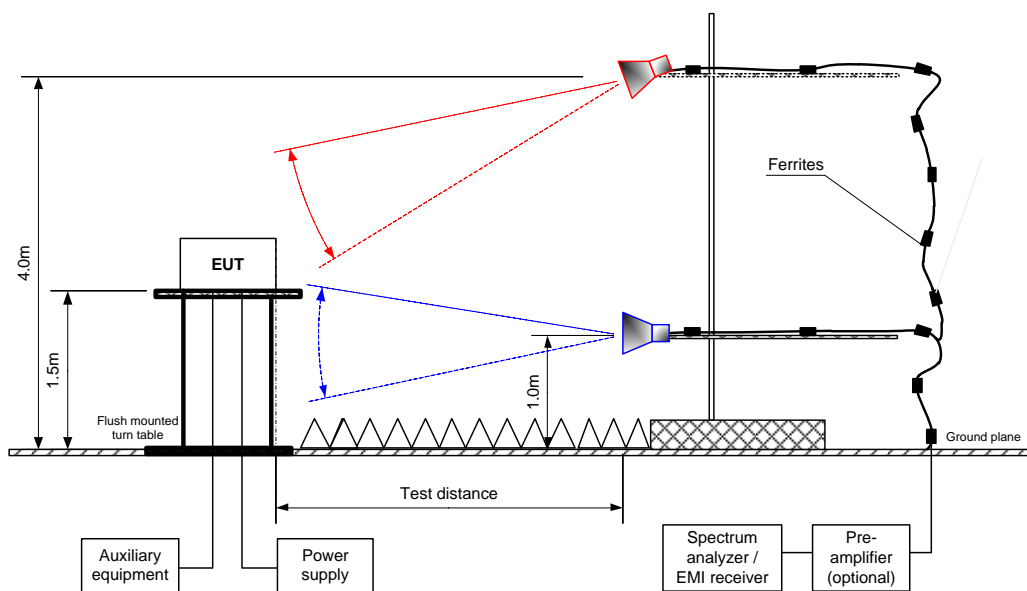 4.0m
Ferrites
EUT
1.5m
1.0m
Flush mounted
turn table
Ground plane
Test distance
Auxiliary
equipment
Power
supply
Spectrum
analyzer /
EMI receiver
Pre-
amplifier
(optional)